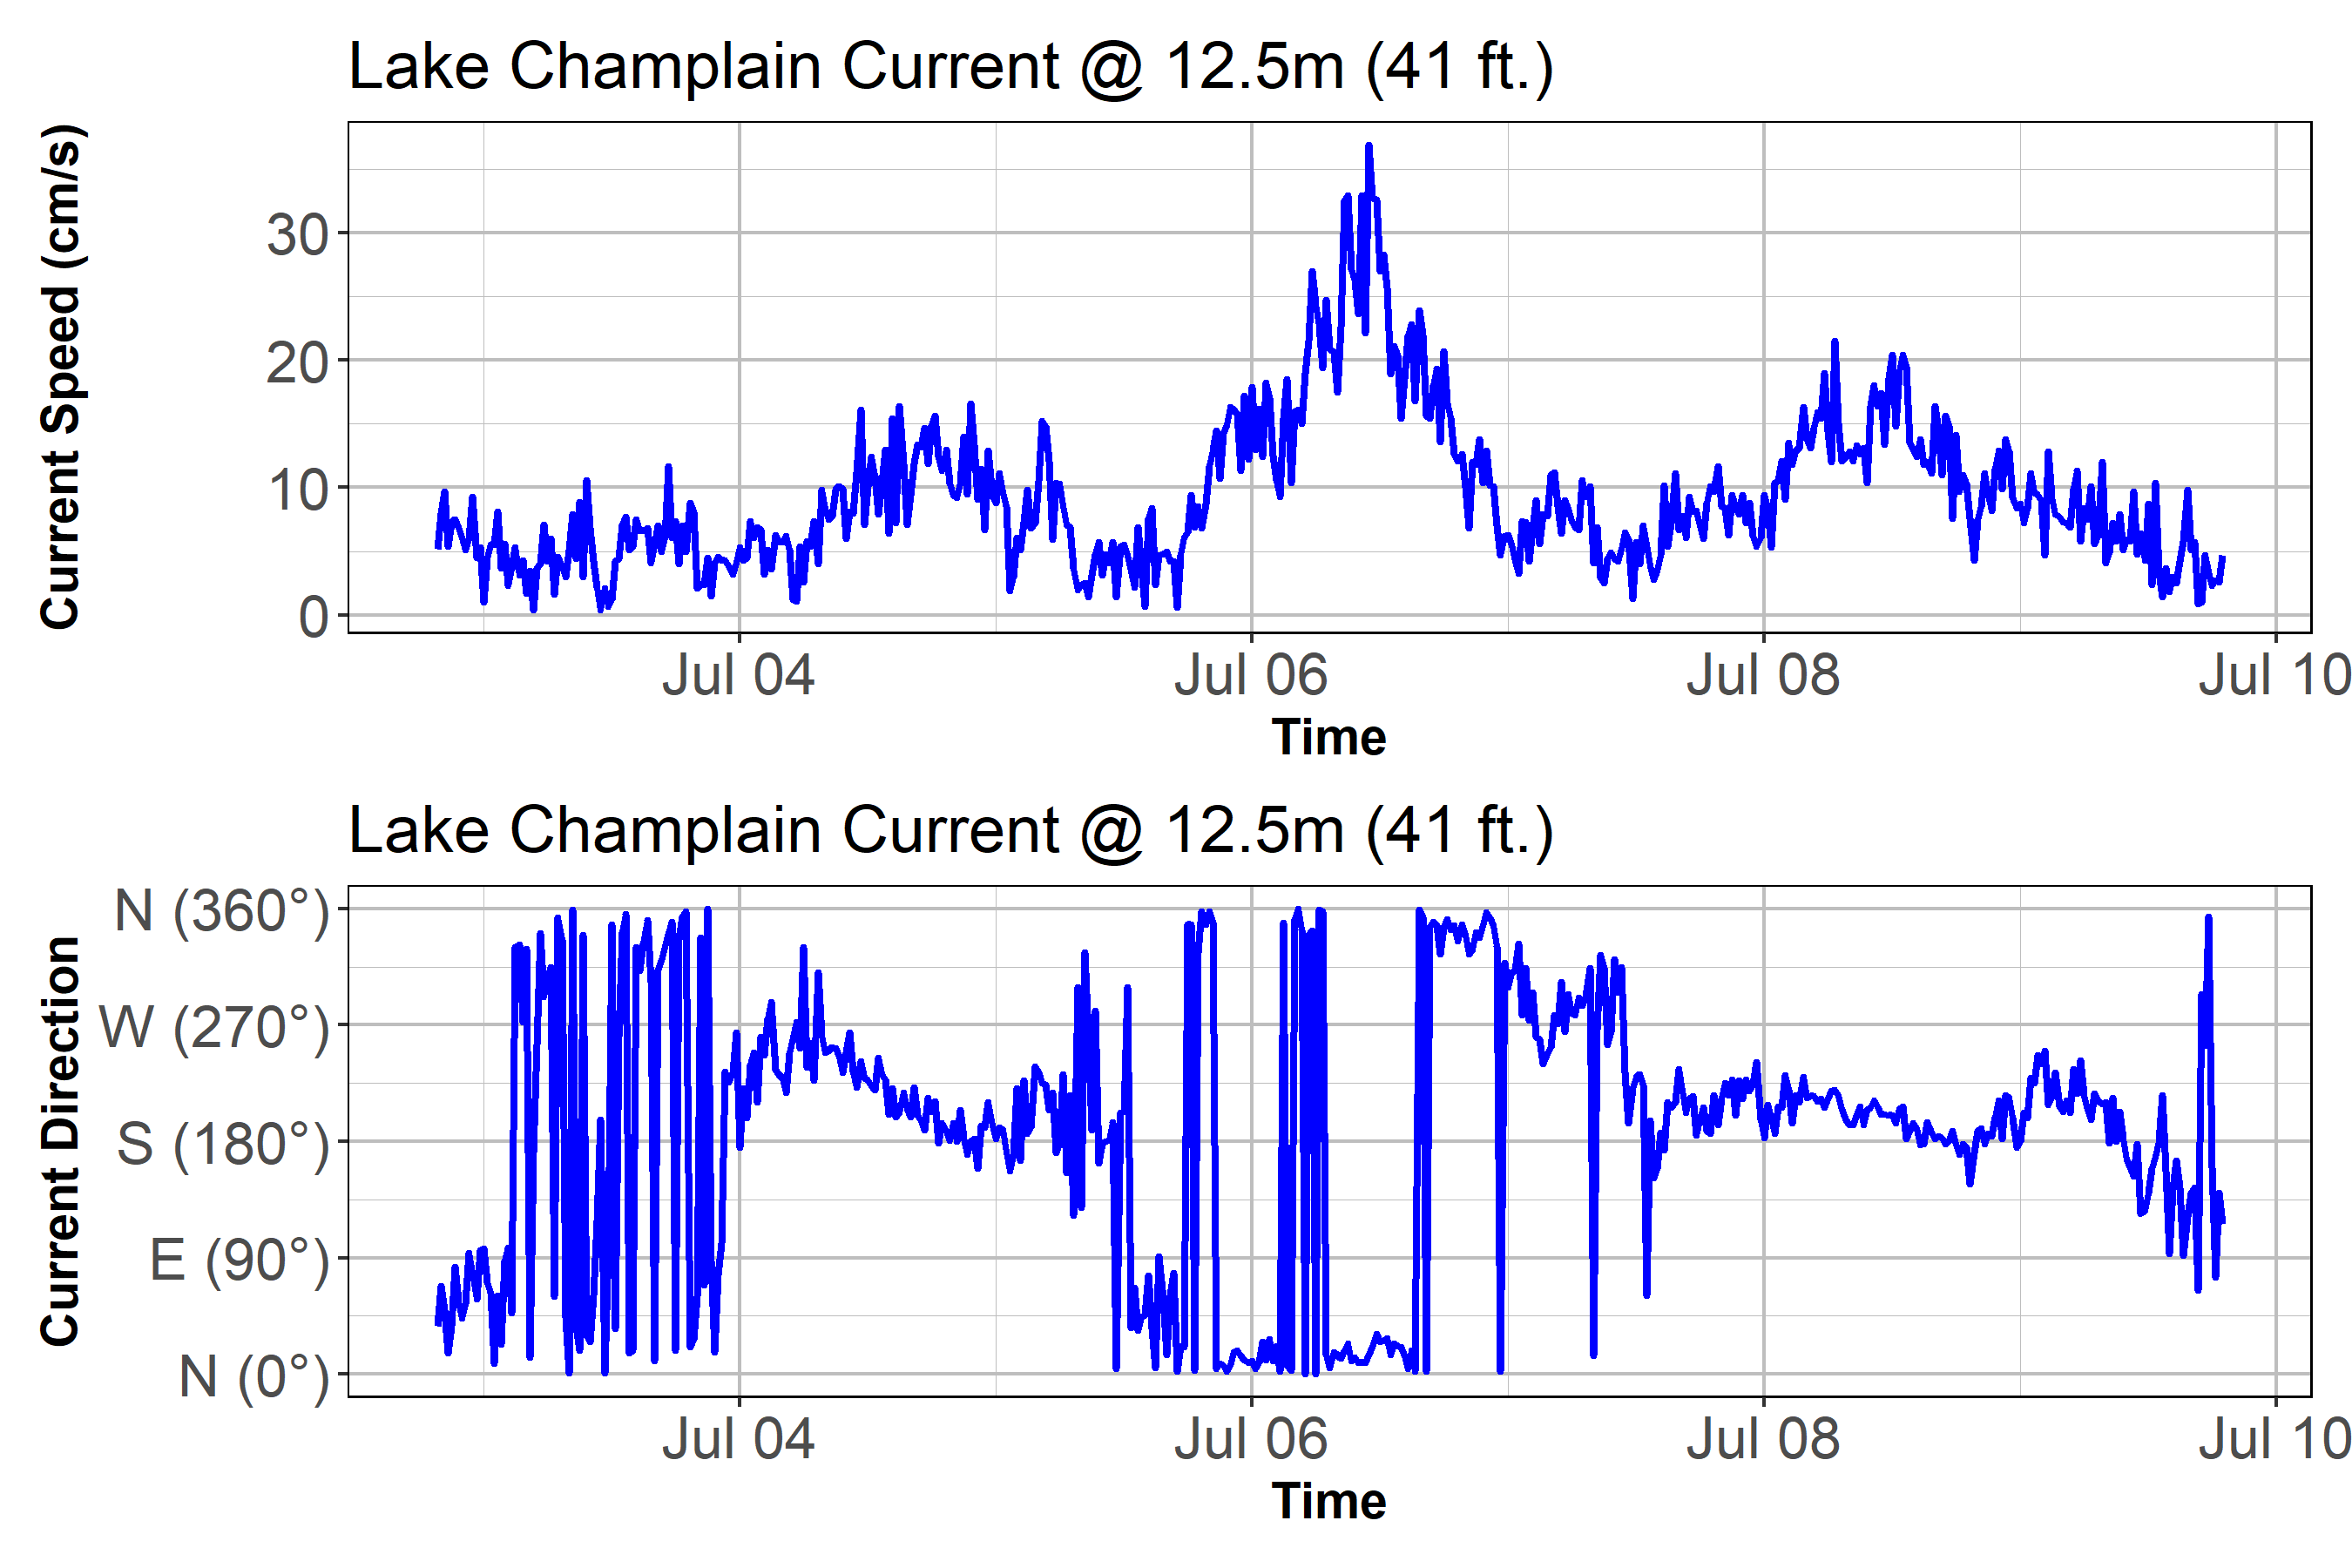 Lake Champlain Current @ 12.5m (41 ft.)
Current Speed (cm/s)
30
20
10
0
Jul 04 Jul 06 Jul 08 Jul 10
Time
Lake Champlain Current @ 12.5m (41 ft.)
Current Direction
N (360°)
W (270°)
S (180°)
E (90°)
N (0°)
Jul 04 Jul 06 Jul 08 Jul 10
Time